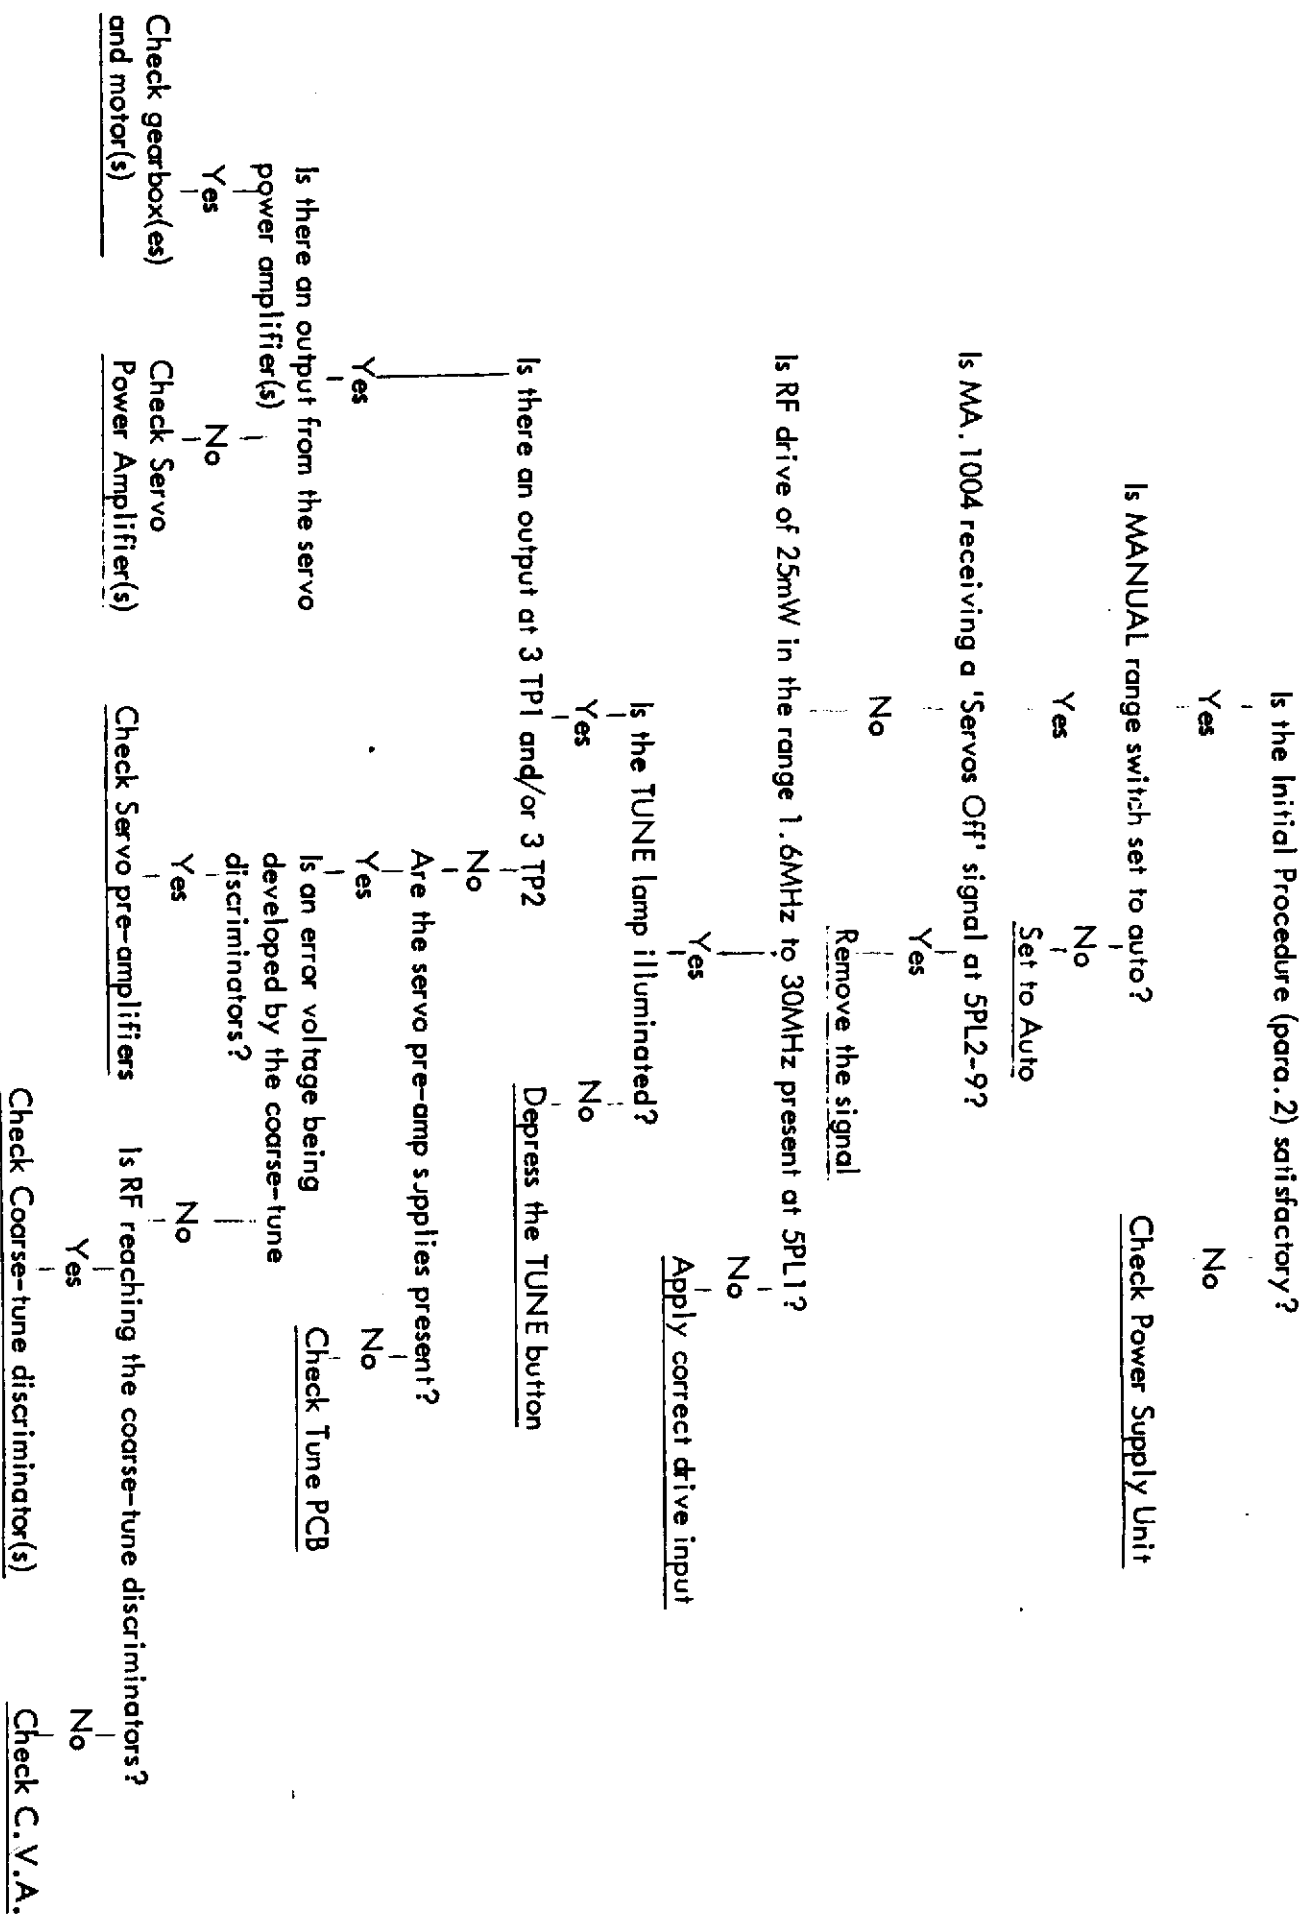 Is the Initial Procedure (para. 2) satisfactory?
Yes
No
Check Power Supply Unit
Is MANUAL range switch set to auto?
Yes
No
Set to Auto
Is MA. 1004 receiving a 'Servos Off' signal at 5PL2-9?
No
Yes
Remove the signal
Is RF drive of 25mW in the range 1.6MHz to 30MHz present at 5PL1?
Yes
No
Apply correct drive input
Is the TUNE lamp illuminated?
Yes
No
Depress the TUNE button
Is there an output at 3 TP1 and/or 3 TP2
Yes
No
Are the servo pre-amp supplies present?
Yes
No
Check Tune PCB
Is there an output from the servo
power amplifier(s)
Yes
No
Check gearbox(es)
and motor(s)
Check Servo
Power Amplifier(s)
Is an error voltage being
developed by the coarse-tune
discriminators?
Yes
No
Check Servo pre-amplifiers
Is RF reaching the coarse-tune discriminators?
Yes
No
Check Coarse-tune discriminator(s)
Check C.V.A.